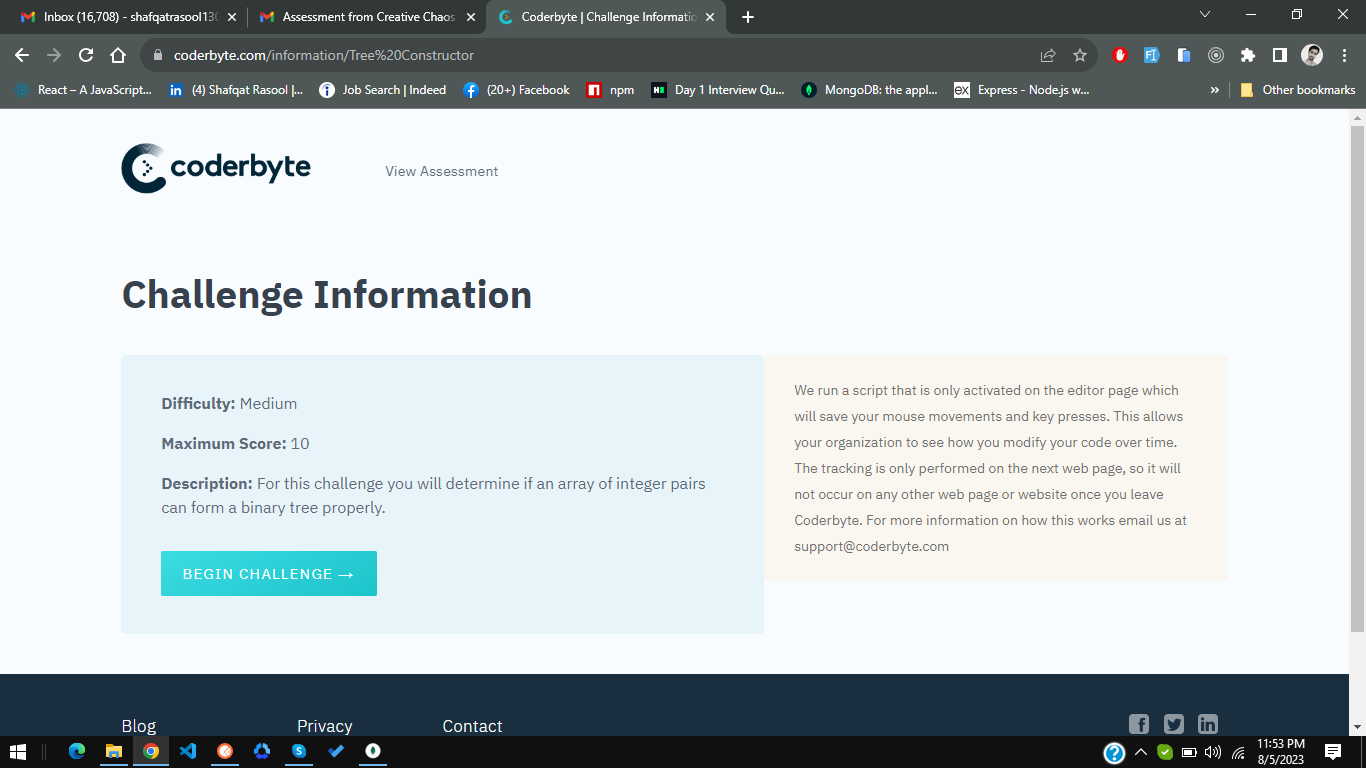 Inbox (16,708) - shafqatrasool130
Assessment from Creative Chaos
Coderbyte | Challenge Informatio
coderbyte.com/information/Tree%20Constructor
React – A JavaScript...
(4) Shafqat Rasool |...
Job Search | Indeed
(20+) Facebook
npm
Day 1 Interview Qu...
MongoDB: the appl...
ex
Express - Node.js w...
»
Other bookmarks
coderbyte
View Assessment
Challenge Information
Difficulty: Medium
Maximum Score: 10
Description: For this challenge you will determine if an array of integer pairs
can form a binary tree properly.
BEGIN CHALLENGE →
We run a script that is only activated on the editor page which
will save your mouse movements and key presses. This allows
your organization to see how you modify your code over time.
The tracking is only performed on the next web page, so it will
not occur on any other web page or website once you leave
Coderbyte. For more information on how this works email us at
support@coderbyte.com
Blog
Privacy
Contact
11:53 PM
8/5/2023